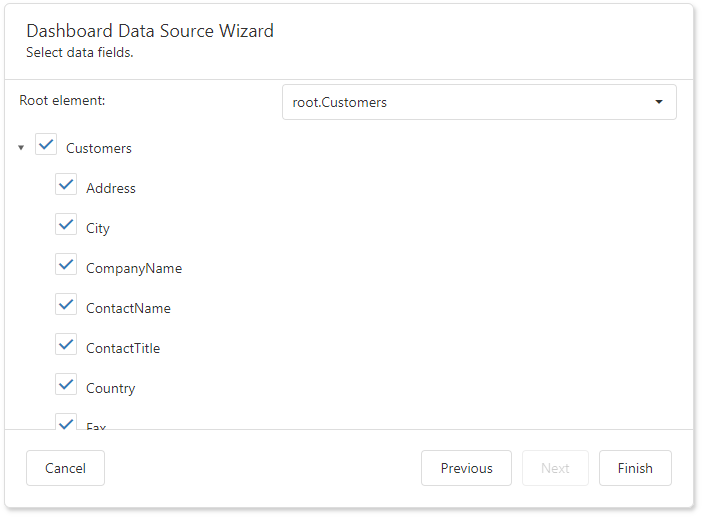 Dashboard Data Source Wizard
Select data fields.
Root element: root.Customers
Customers
Address
City
CompanyName
ContactName
ContactTitle
Country
Fax
Cancel Previous Next Finish